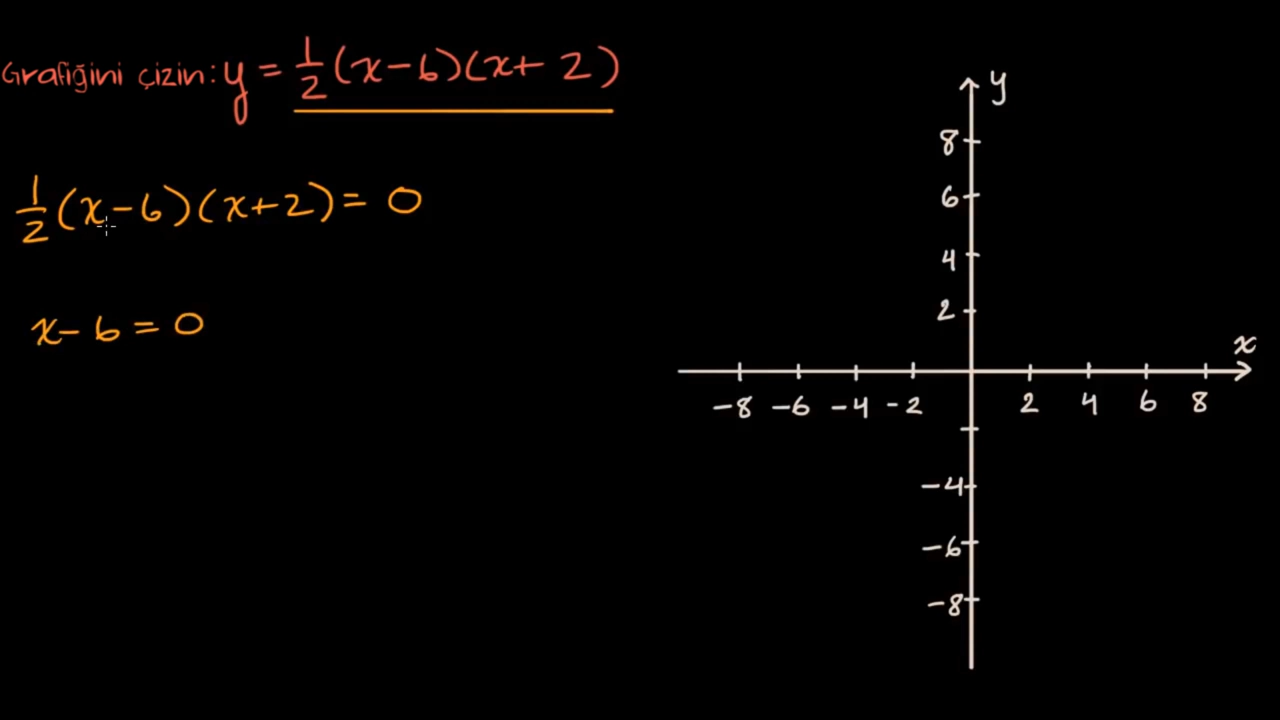 Grafiğini çizin: y = 1/2 (x - 6)(x + 2)
1/2 (x - 6)(x + 2) = 0
x - 6 = 0
y
8
6
4
2
x
-8 -6 -4 -2 2 4 6 8
-4
-6
-8